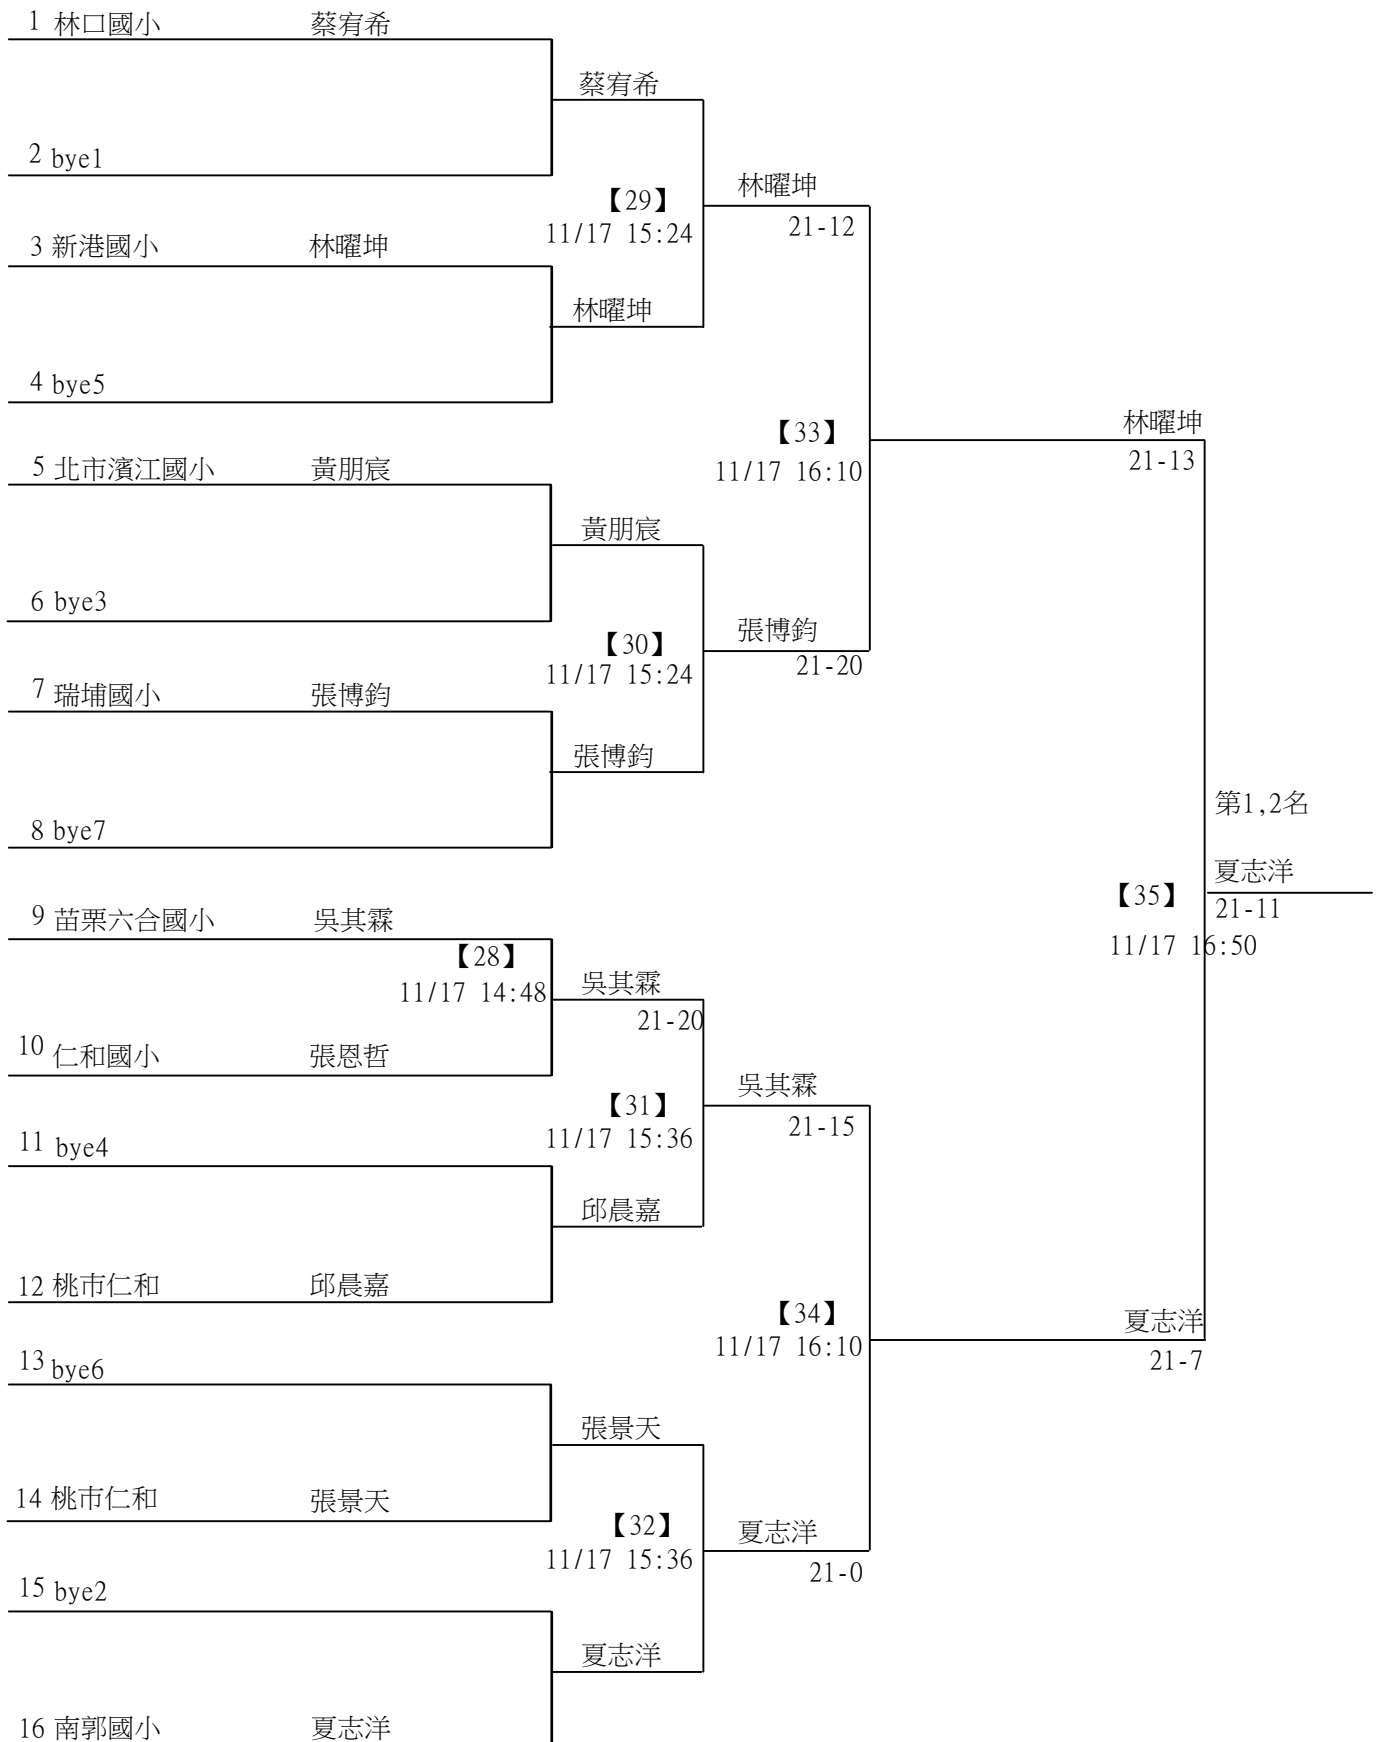 1 林口國小 蔡宥希
蔡宥希
2 bye1
林曜坤
【29】
21-12
11/17 15:24
3 新港國小 林曜坤
林曜坤
4 bye5
林曜坤
【33】
21-13
11/17 16:10
5 北市濱江國小 黃朋宸
黃朋宸
6 bye3
張博鈞
【30】
21-20
11/17 15:24
7 瑞埔國小 張博鈞
張博鈞
第1,2名
8 bye7
夏志洋
【35】
21-11
11/17 16:50
9 苗栗六合國小 吳其霖
【28】
11/17 14:48
吳其霖
21-20
10 仁和國小 張恩哲
吳其霖
【31】
21-15
11/17 15:36
11 bye4
邱晨嘉
12 桃市仁和 邱晨嘉
【34】
夏志洋
11/17 16:10
21-7
13 bye6
張景天
14 桃市仁和 張景天
【32】
夏志洋
11/17 15:36
21-0
15 bye2
夏志洋
16 南郭國小 夏志洋